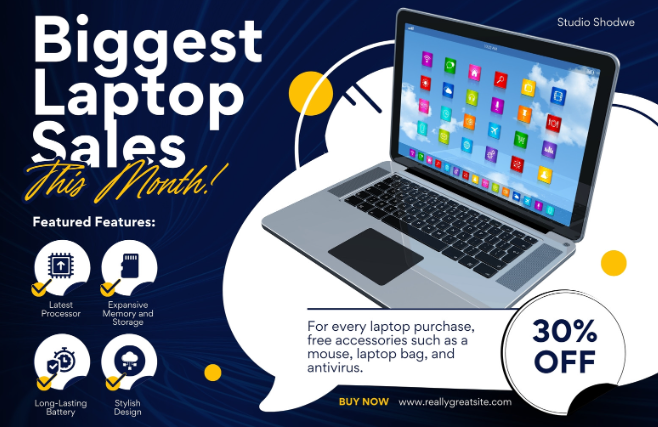 Studio Shodwe
Biggest
Laptop
Sales
This Month!
Featured Features:
Latest
Processor
Expansive
Memory and
Storage
Long-Lasting
Battery
Stylish
Design
For every laptop purchase,
free accessories such as a
mouse, laptop bag, and
antivirus.
30%
OFF
BUY NOW www.reallygreatsite.com